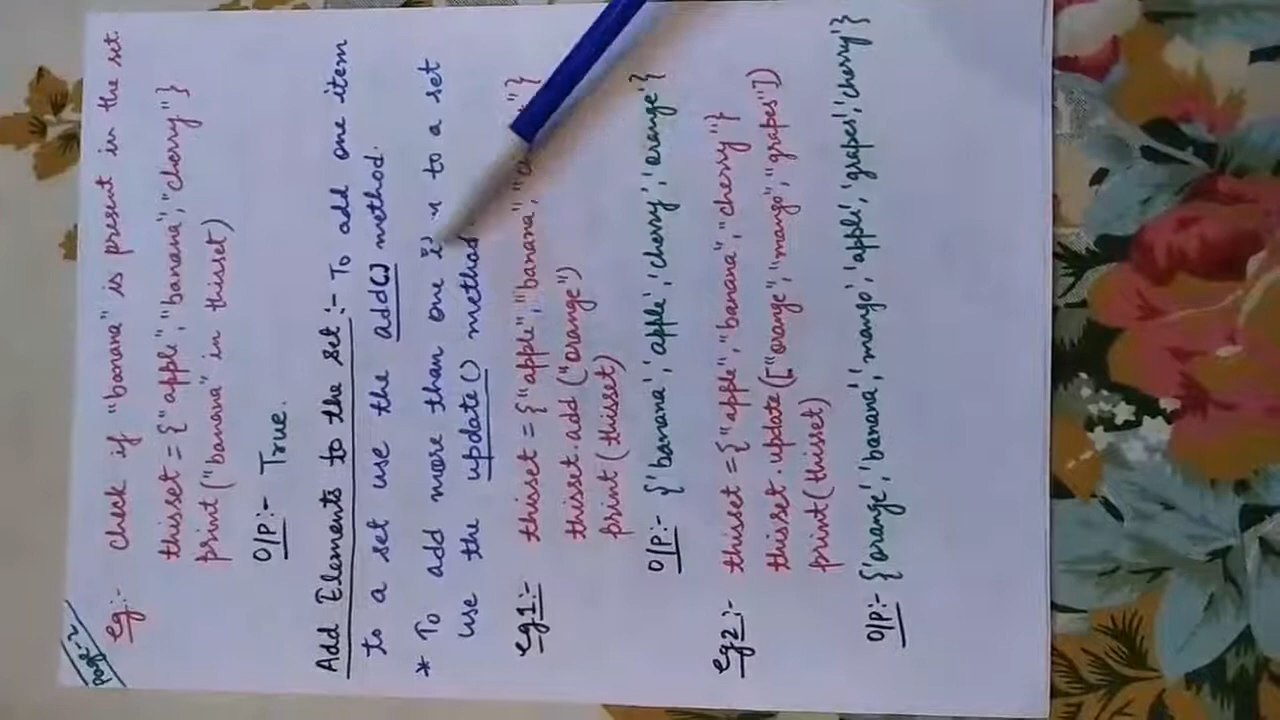 Page-2
eg:- check if "banana" is present in the set
thisset = {"apple","banana","cherry"}
print("banana" in thisset)
O/P:- True.
Add Elements to the set:- To add one item
to a set use the add() method.
* To add more than one to a set
use the update() method
eg1:- thisset = {"apple","banana",
thisset.add("orange")
print(thisset)
O/P:- {'banana','apple','cherry','orange'}
eg2:- thisset = {"apple","banana","cherry"}
thisset.update(["orange","mango","grapes"])
print(thisset)
O/P:- {'orange','banana','mango','apple','grapes','cherry'}